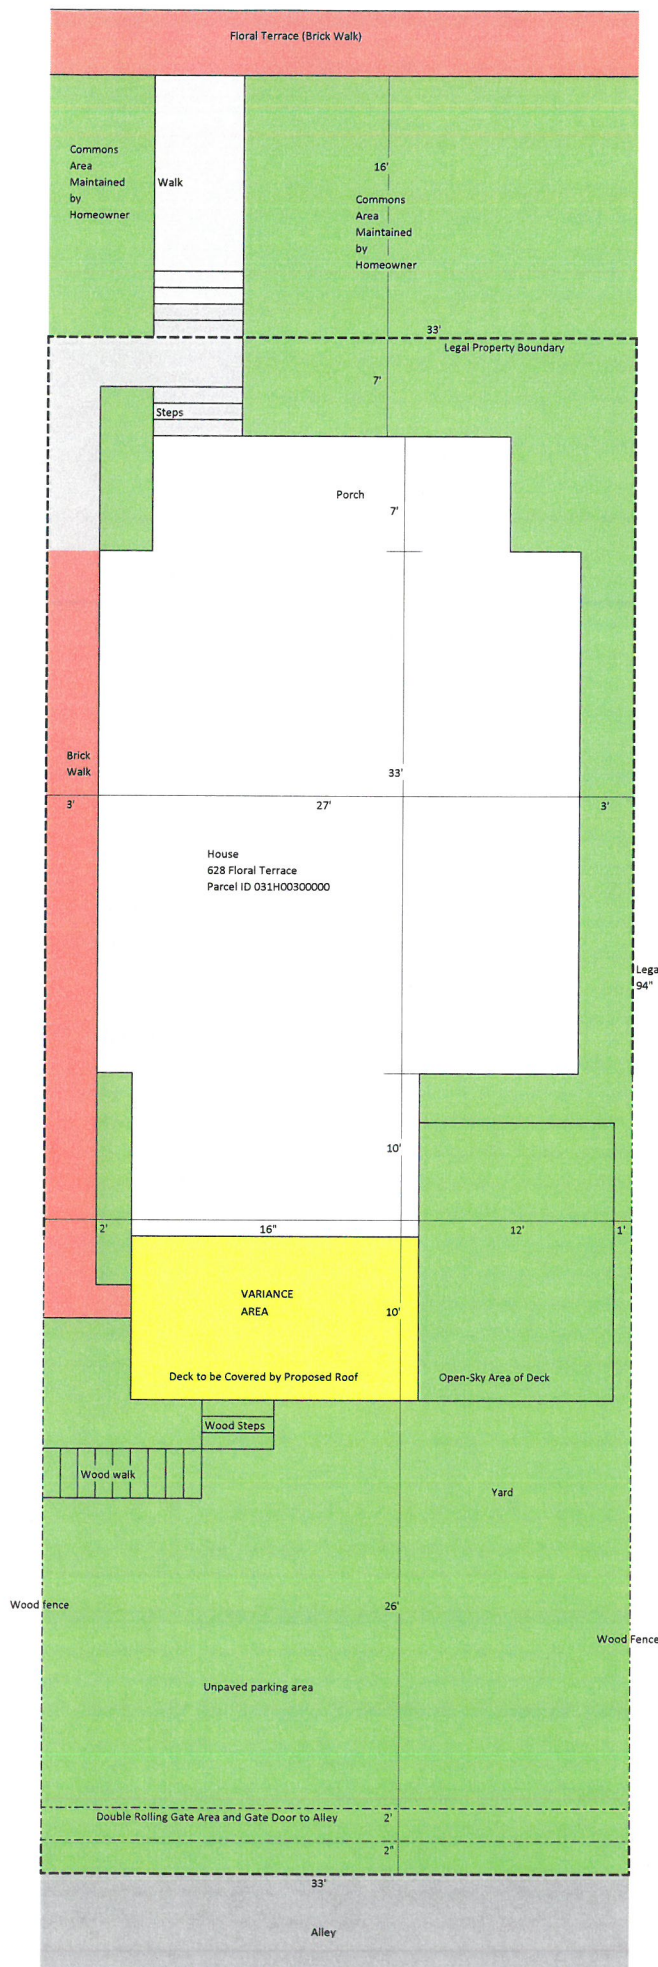 Floral Terrace (Brick Walk)
Commons
Area
Maintained
by
Homeowner
Walk
16'
Commons
Area
Maintained
by
Homeowner
33'
Legal Property Boundary
7'
Steps
Porch
7'
Brick
Walk
33'
3'
27'
3'
House
628 Floral Terrace
Parcel ID 031H00300000
Lega
94"
10'
2'
16"
12'
1'
VARIANCE
AREA
10'
Deck to be Covered by Proposed Roof
Open-Sky Area of Deck
Wood Steps
Wood walk
Yard
Wood fence
26'
Wood Fence
Unpaved parking area
Double Rolling Gate Area and Gate Door to Alley
2'
2"
33'
Alley